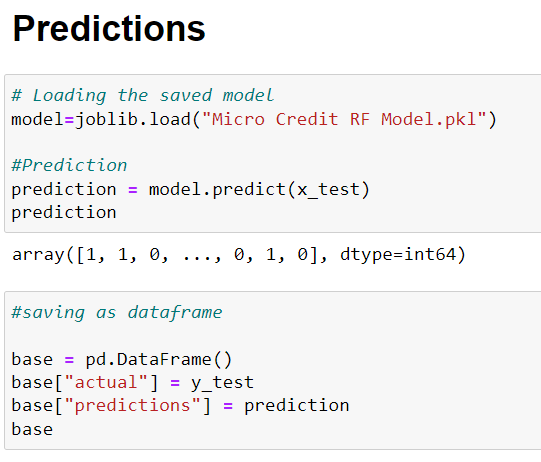 Predictions
# Loading the saved model
model=joblib.load("Micro Credit RF Model.pkl")
#Prediction
prediction = model.predict(x_test)
prediction
array([1, 1, 0, ..., 0, 1, 0], dtype=int64)
#saving as dataframe
base = pd.DataFrame()
base["actual"] = y_test
base["predictions"] = prediction
base